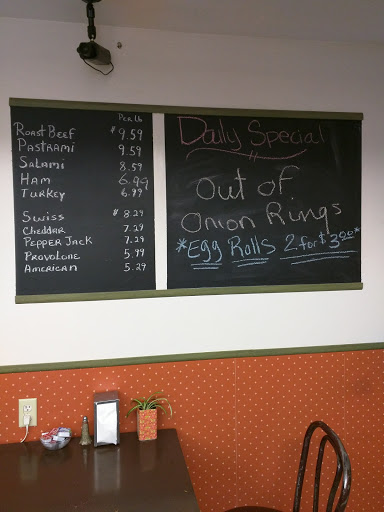 Per Lb
Roast Beef $9.59
Pastrami 9.59
Salami 8.59
Ham 6.99
Turkey 6.99
Swiss $8.29
Cheddar 7.29
Pepper Jack 7.29
Provolone 5.99
American 5.29
Daily Special
out of
onion Rings
*Egg Rolls 2 for $3.00*